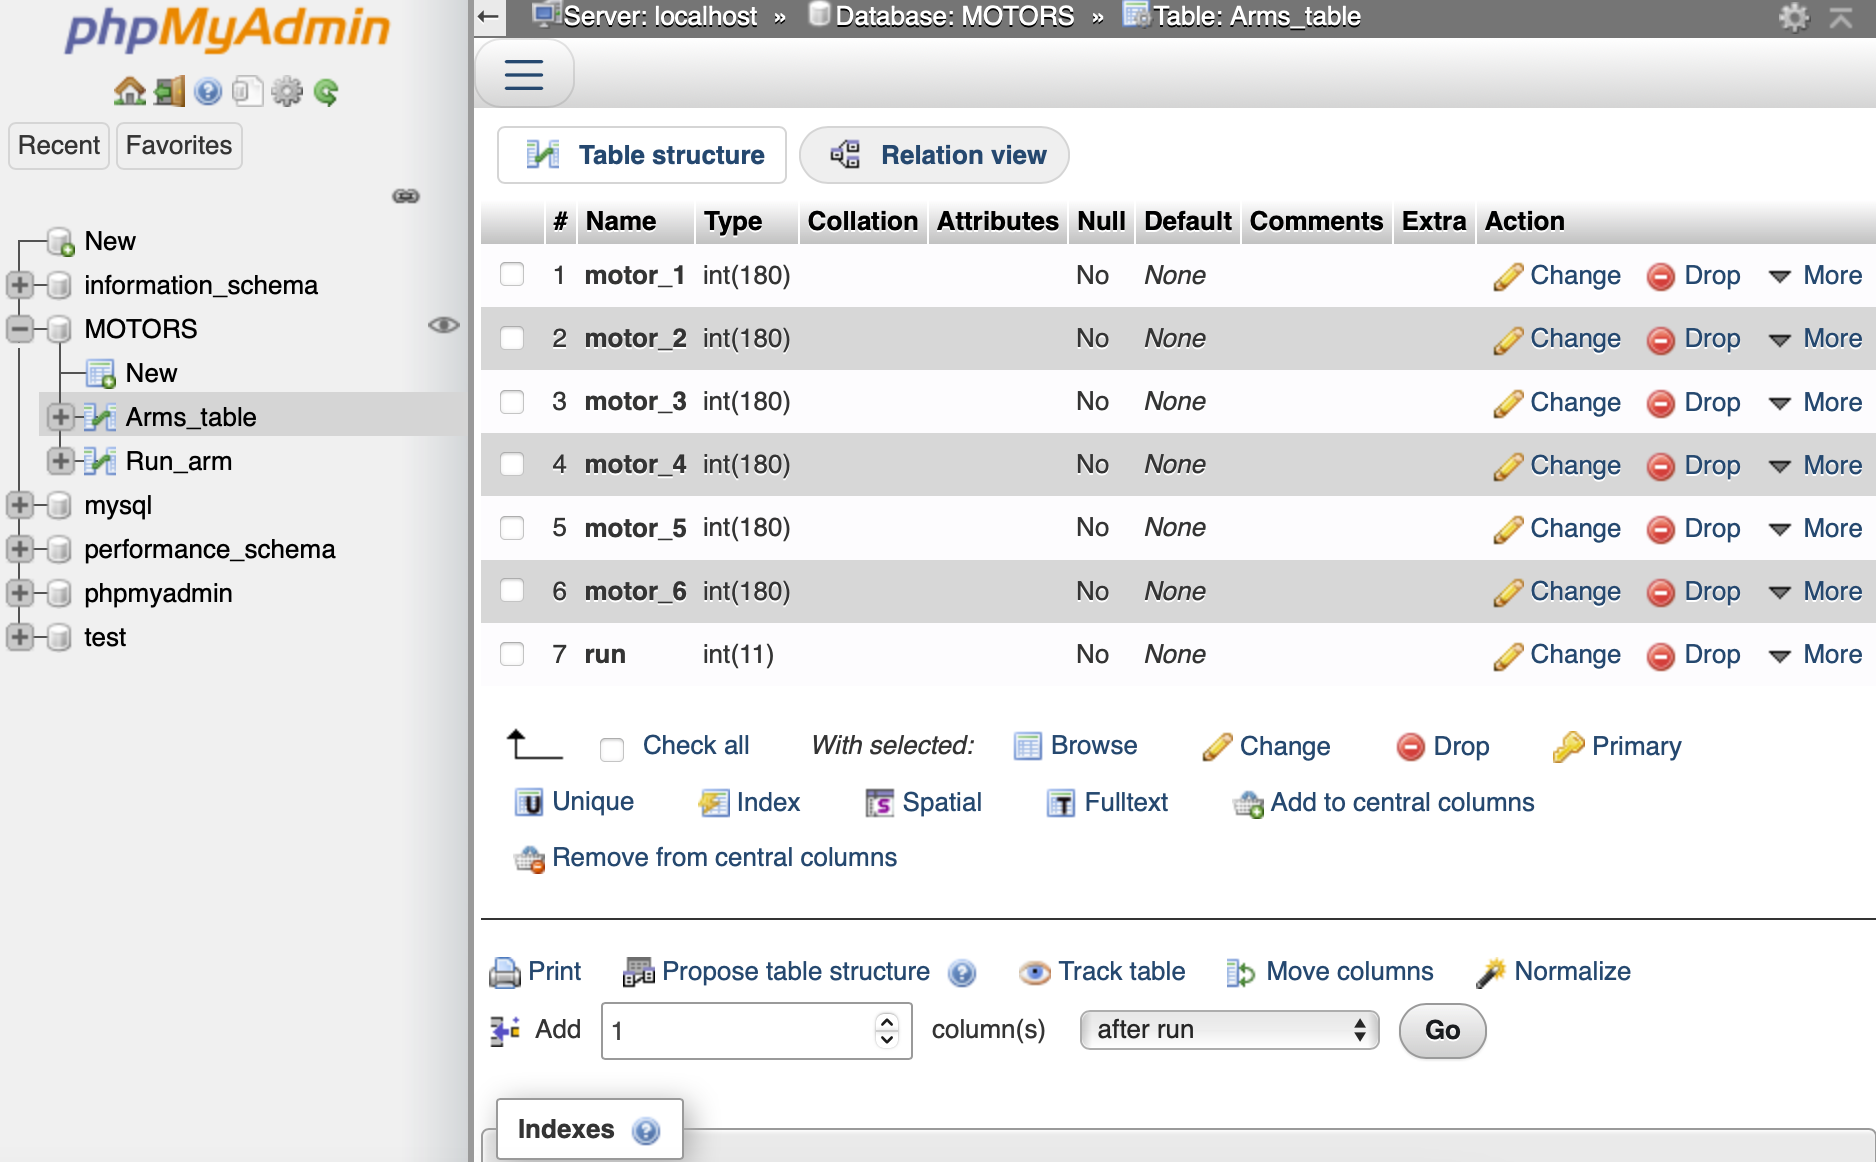 phpMyAdmin
Recent Favorites
New
information_schema
MOTORS
New
Arms_table
Run_arm
mysql
performance_schema
phpmyadmin
test
Server: localhost » Database: MOTORS » Table: Arms_table
Table structure Relation view
# Name Type Collation Attributes Null Default Comments Extra Action
1 motor_1 int(180) No None Change Drop More
2 motor_2 int(180) No None Change Drop More
3 motor_3 int(180) No None Change Drop More
4 motor_4 int(180) No None Change Drop More
5 motor_5 int(180) No None Change Drop More
6 motor_6 int(180) No None Change Drop More
7 run int(11) No None Change Drop More
Check all With selected: Browse Change Drop Primary
Unique Index Spatial Fulltext Add to central columns
Remove from central columns
Print Propose table structure Track table Move columns Normalize
Add 1 column(s) after run Go
Indexes